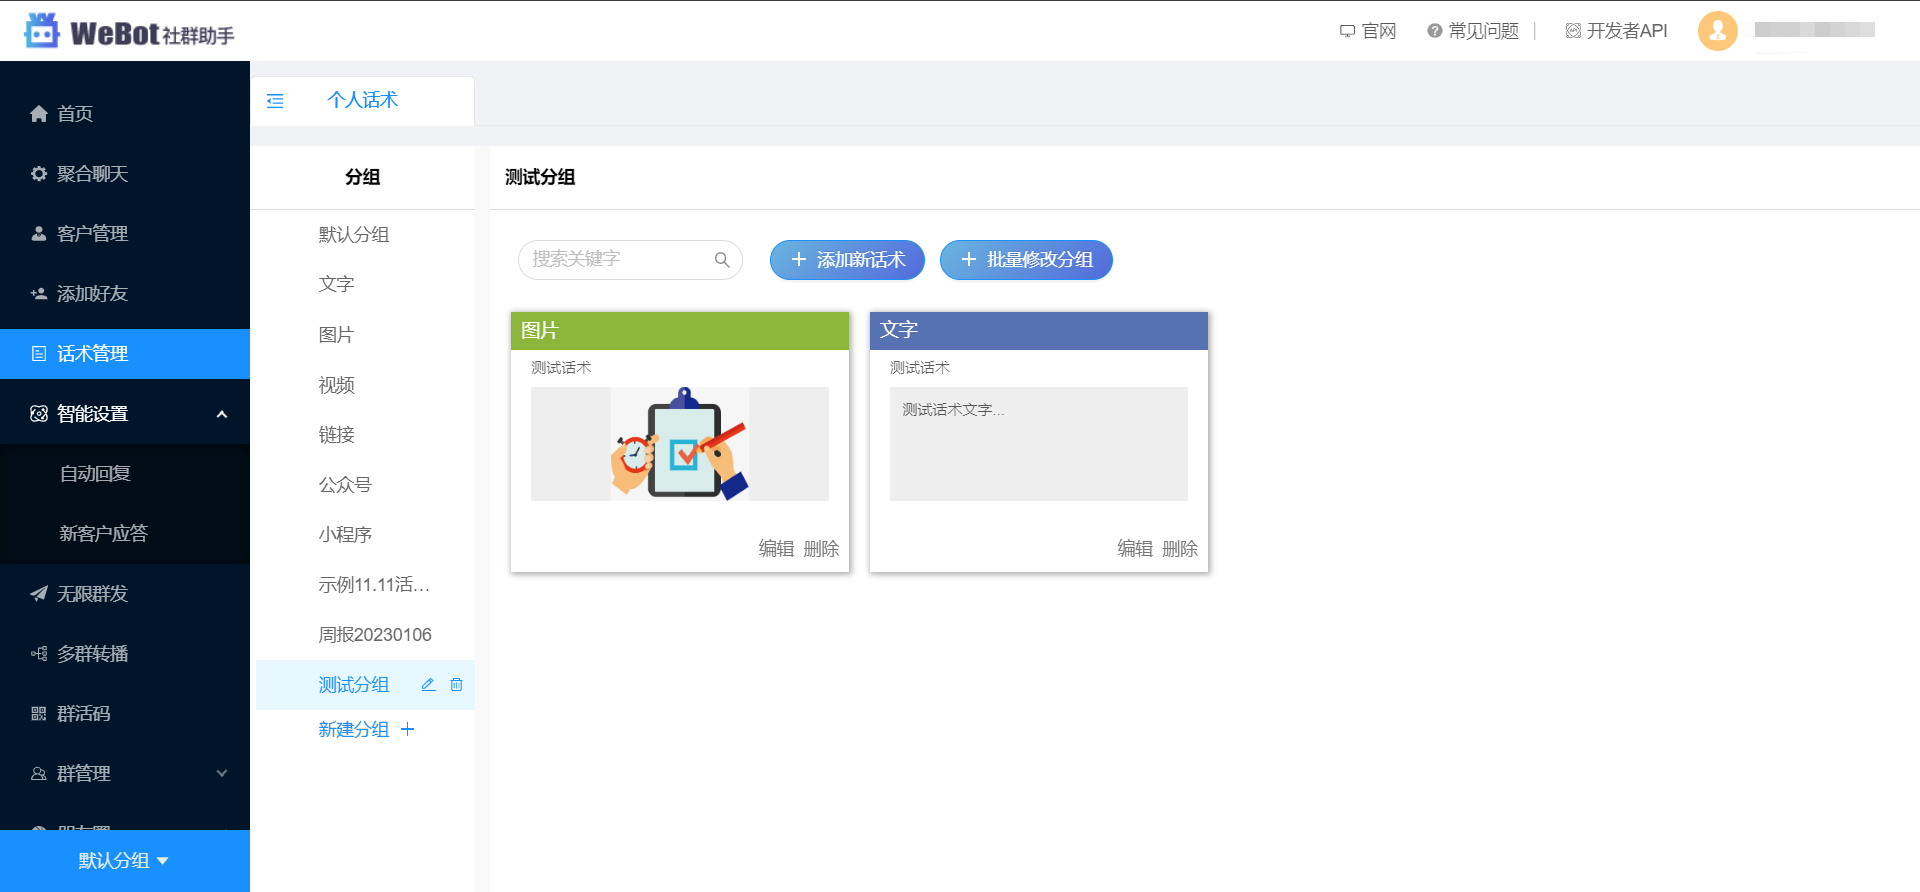 WeBot社群助手
官网
常见问题
开发者API
首页
聚合聊天
客户管理
添加好友
话术管理
智能设置
自动回复
新客户应答
无限群发
多群转播
群活码
群管理
默认分组
个人话术
分组
默认分组
文字
图片
视频
链接
公众号
小程序
示例11.11活...
周报20230106
测试分组
新建分组
测试分组
搜索关键字
添加新话术
批量修改分组
图片
测试话术
编辑 删除
文字
测试话术
测试话术文字...
编辑 删除